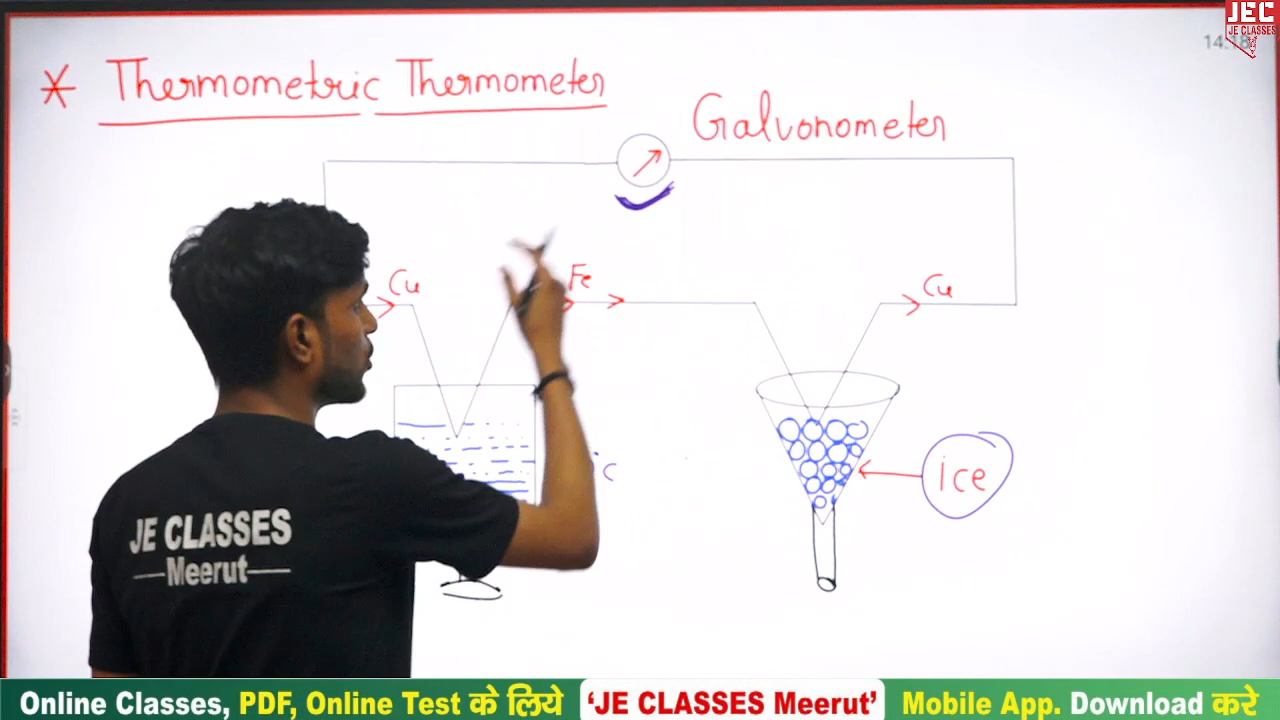 JEC
JE CLASSES
* Thermometric Thermometer
Galvonometer
Cu
Fe
Cu
c
ice
JE CLASSES
Meerut
Online Classes, PDF, Online Test के लिये 'JE CLASSES Meerut' Mobile App. Download करे